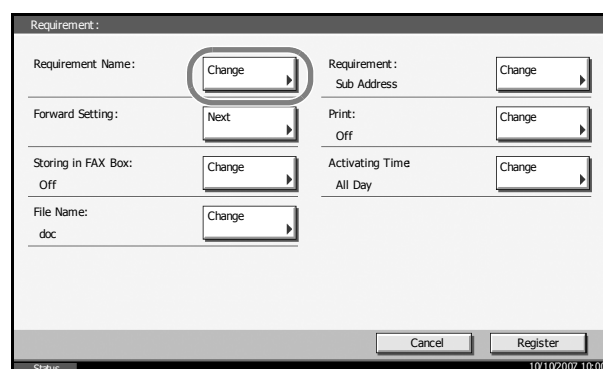 Requirement:
Requirement Name:
Change
Requirement:
Sub Address
Change
Forward Setting:
Next
Print:
Off
Change
Storing in FAX Box:
Off
Change
Activating Time
All Day
Change
File Name:
doc
Change
Cancel
Register
Status
10/10/2007 10:00